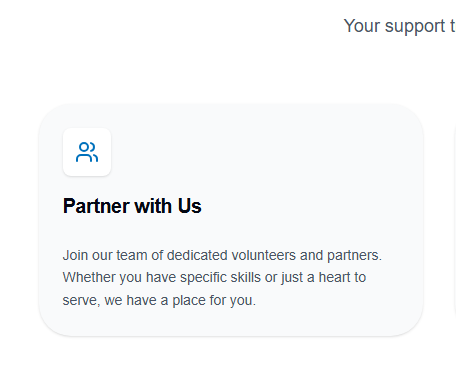 Your support t
Partner with Us
Join our team of dedicated volunteers and partners.
Whether you have specific skills or just a heart to
serve, we have a place for you.